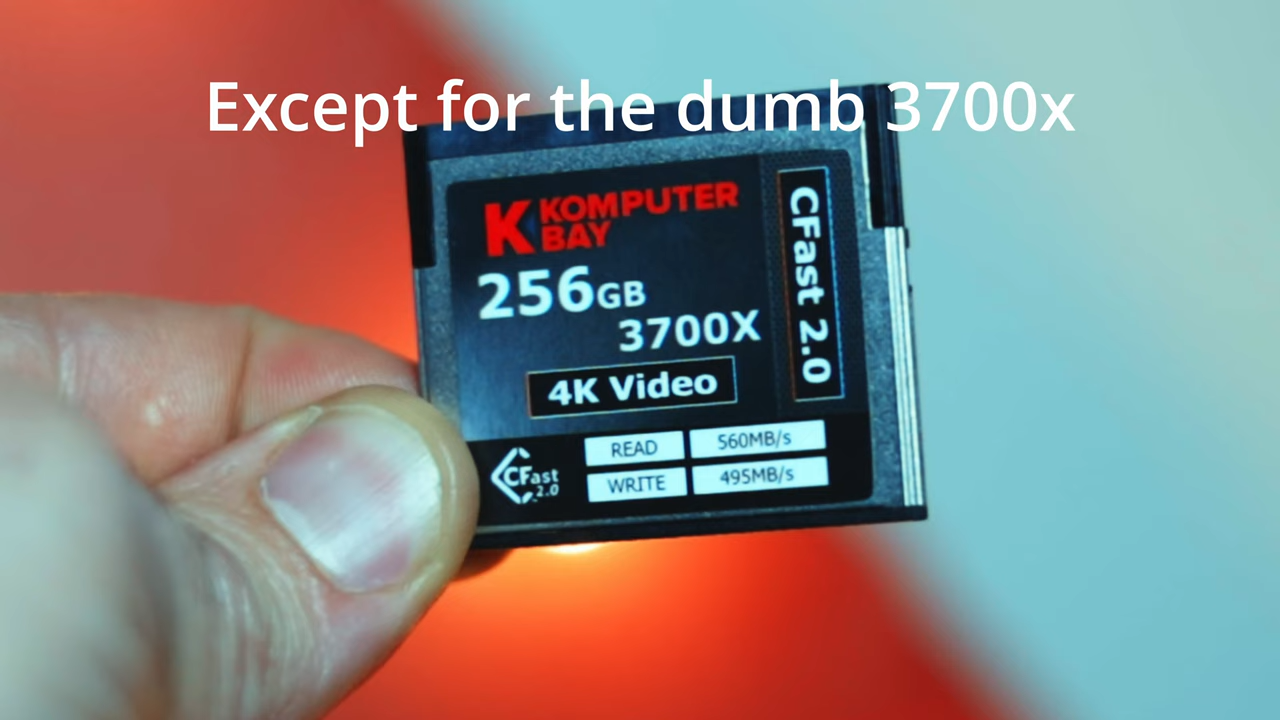 Except for the dumb 3700x
K KOMPUTER
BAY
256GB
3700X
4K Video
CFast 2.0
READ 560MB/s
WRITE 495MB/s
CFast
2.0